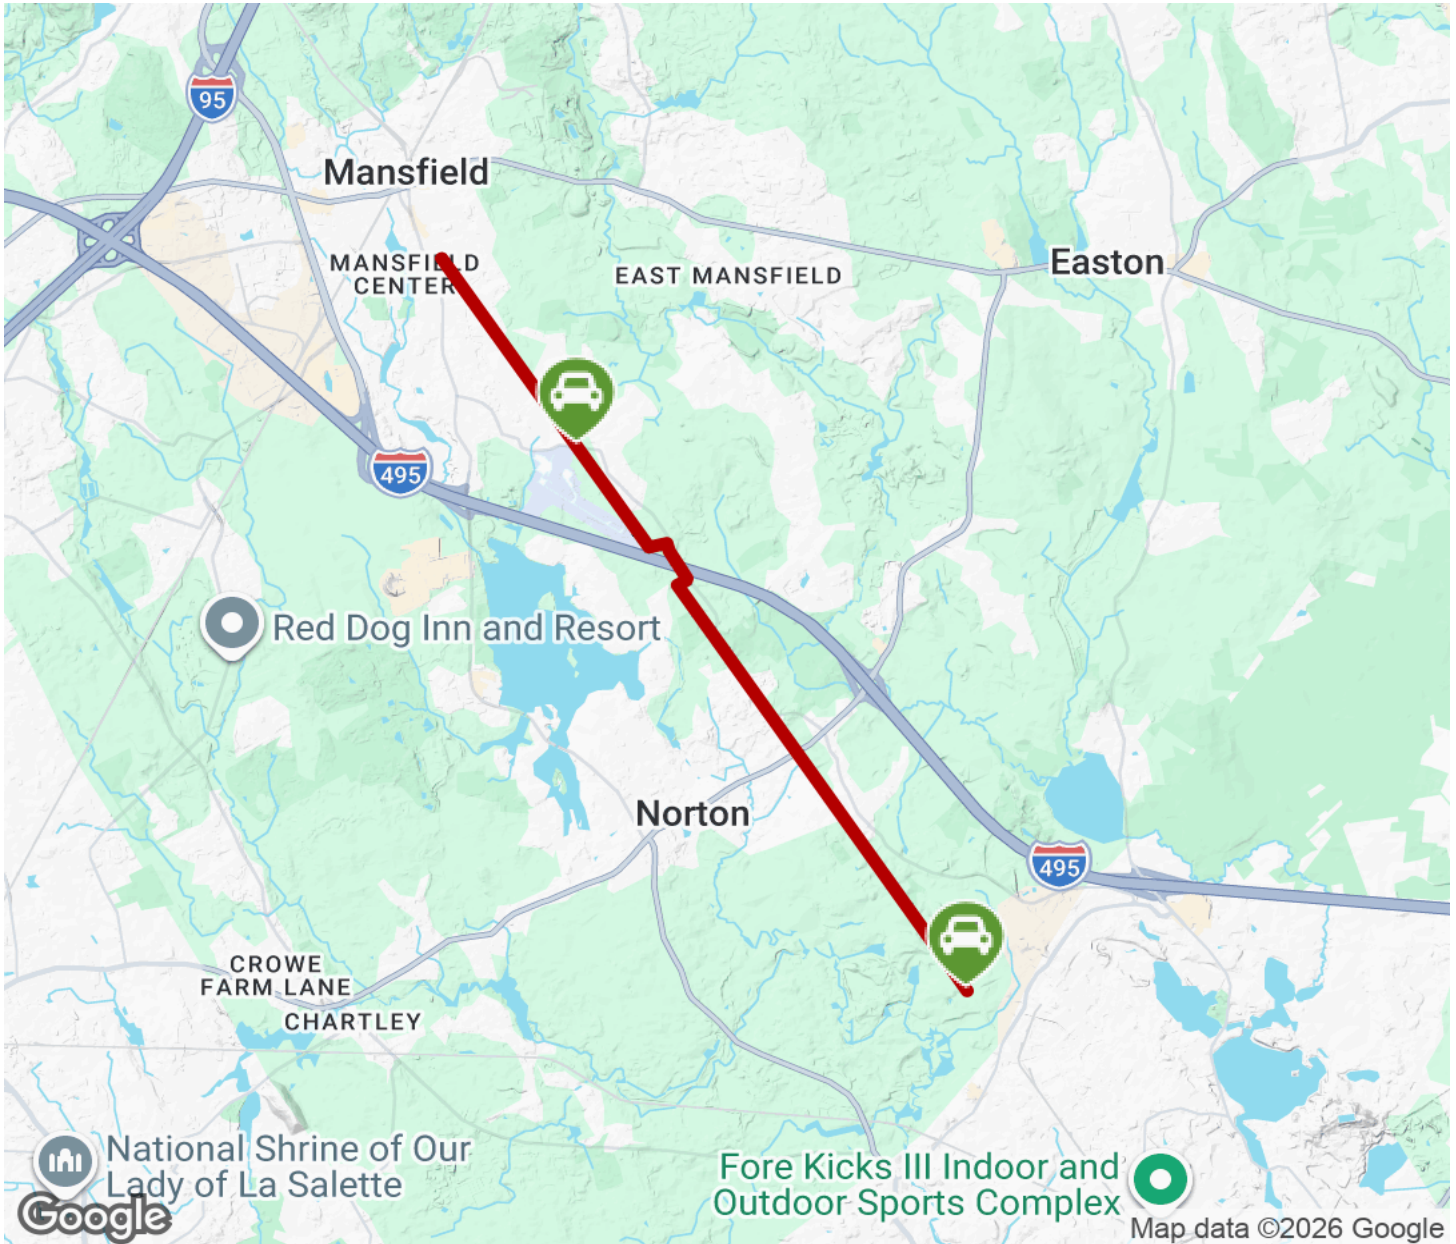 95
Mansfield
MANSFIELD
CENTER
EAST MANSFIELD
Easton
495
Red Dog Inn and Resort
Norton
495
CROWE
FARM LANE
CHARTLEY
National Shrine of Our
Lady of La Salette
Fore Kicks III Indoor and
Outdoor Sports Complex
Google
Map data ©2026 Google